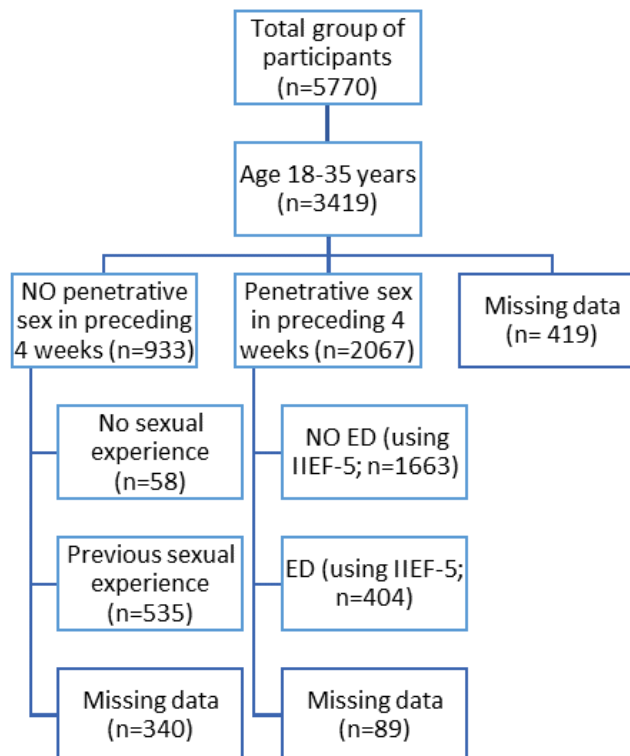 Total group of
participants
(n=5770)
Age 18-35 years
(n=3419)
NO penetrative
sex in preceding
4 weeks (n=933)
Penetrative sex
in preceding 4
weeks (n=2067)
Missing data
(n= 419)
No sexual
experience
(n=58)
NO ED (using
IIEF-5; n=1663)
Previous sexual
experience
(n=535)
ED (using IIEF-5;
n=404)
Missing data
(n=340)
Missing data
(n=89)